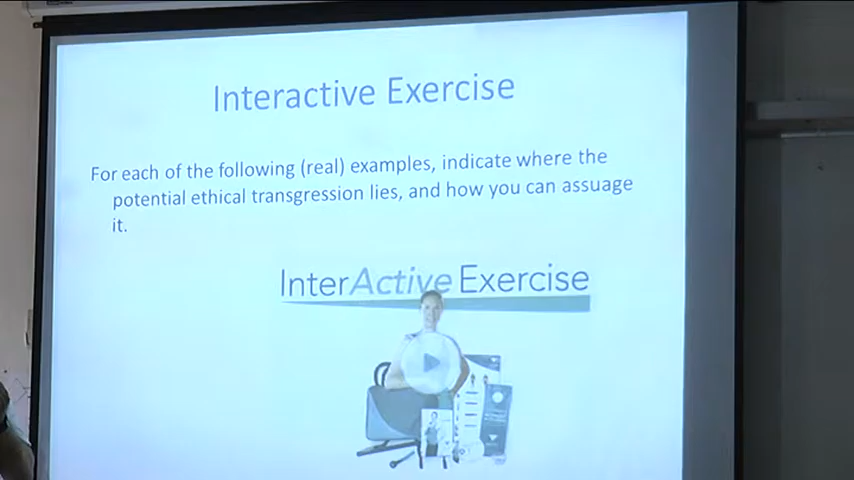 Interactive Exercise
For each of the following (real) examples, indicate where the
potential ethical transgression lies, and how you can assuage
it.
InterActive Exercise